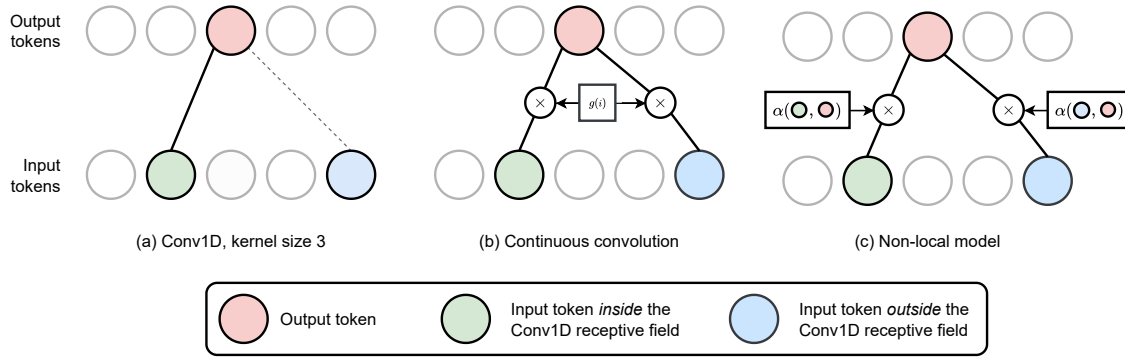 Output
tokens
Input
tokens
×
g(i)
×
α( , )
×
×
α( , )
(a) Conv1D, kernel size 3
(b) Continuous convolution
(c) Non-local model
Output token
Input token inside the
Conv1D receptive field
Input token outside the
Conv1D receptive field